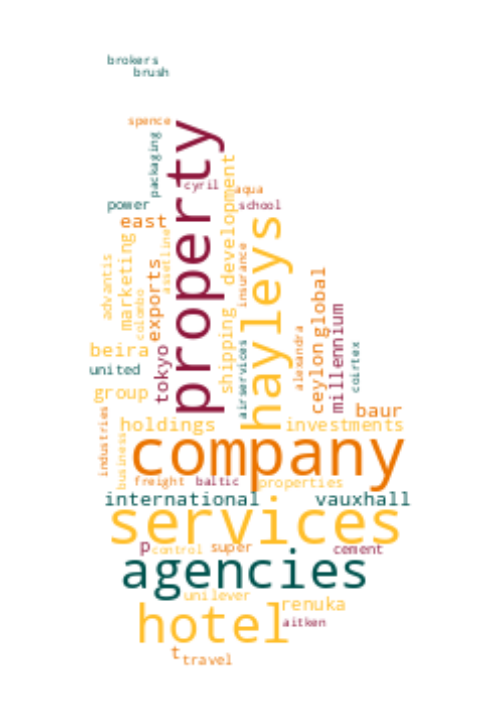 brokers
brush
spence
packaging
property
cyril
development
aqua
school
power
east
hayleys
assetline
marketing
colombo
insurance
advantis
exports
global
millennium
shipping
ceylon
alexandra
airservices
coirtex
beira
tokyo
united
group
baur
industries
holdings
investments
business
company
freight
baltic
properties
international
vauxhall
services
p
control
super
cement
agencies
unilever
renuka
hotel
aitken
t
travel